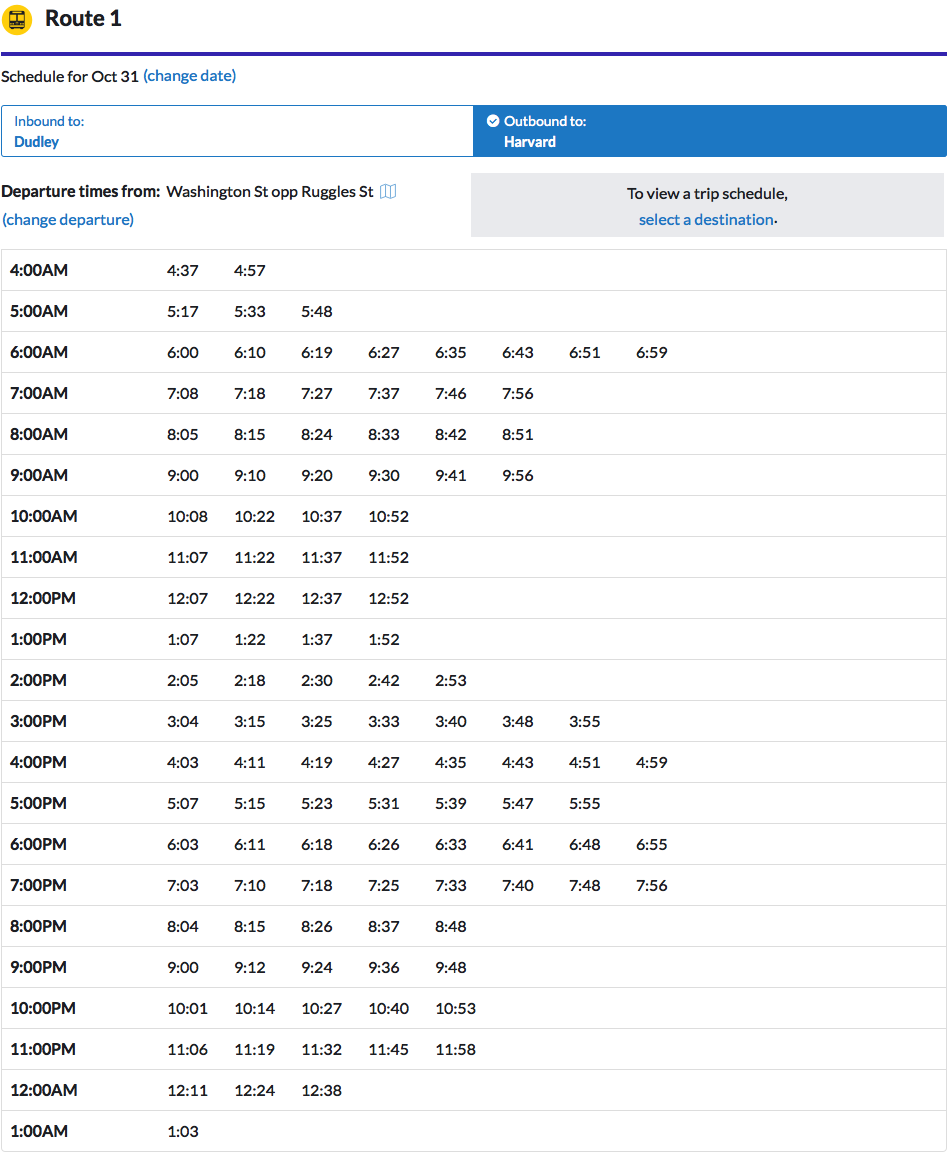 Route 1
Schedule for Oct 31 (change date)
Inbound to:
Dudley
Outbound to:
Harvard
Departure times from: Washington St opp Ruggles St
(change departure)
To view a trip schedule,
select a destination.
4:00AM 4:37 4:57
5:00AM 5:17 5:33 5:48
6:00AM 6:00 6:10 6:19 6:27 6:35 6:43 6:51 6:59
7:00AM 7:08 7:18 7:27 7:37 7:46 7:56
8:00AM 8:05 8:15 8:24 8:33 8:42 8:51
9:00AM 9:00 9:10 9:20 9:30 9:41 9:56
10:00AM 10:08 10:22 10:37 10:52
11:00AM 11:07 11:22 11:37 11:52
12:00PM 12:07 12:22 12:37 12:52
1:00PM 1:07 1:22 1:37 1:52
2:00PM 2:05 2:18 2:30 2:42 2:53
3:00PM 3:04 3:15 3:25 3:33 3:40 3:48 3:55
4:00PM 4:03 4:11 4:19 4:27 4:35 4:43 4:51 4:59
5:00PM 5:07 5:15 5:23 5:31 5:39 5:47 5:55
6:00PM 6:03 6:11 6:18 6:26 6:33 6:41 6:48 6:55
7:00PM 7:03 7:10 7:18 7:25 7:33 7:40 7:48 7:56
8:00PM 8:04 8:15 8:26 8:37 8:48
9:00PM 9:00 9:12 9:24 9:36 9:48
10:00PM 10:01 10:14 10:27 10:40 10:53
11:00PM 11:06 11:19 11:32 11:45 11:58
12:00AM 12:11 12:24 12:38
1:00AM 1:03